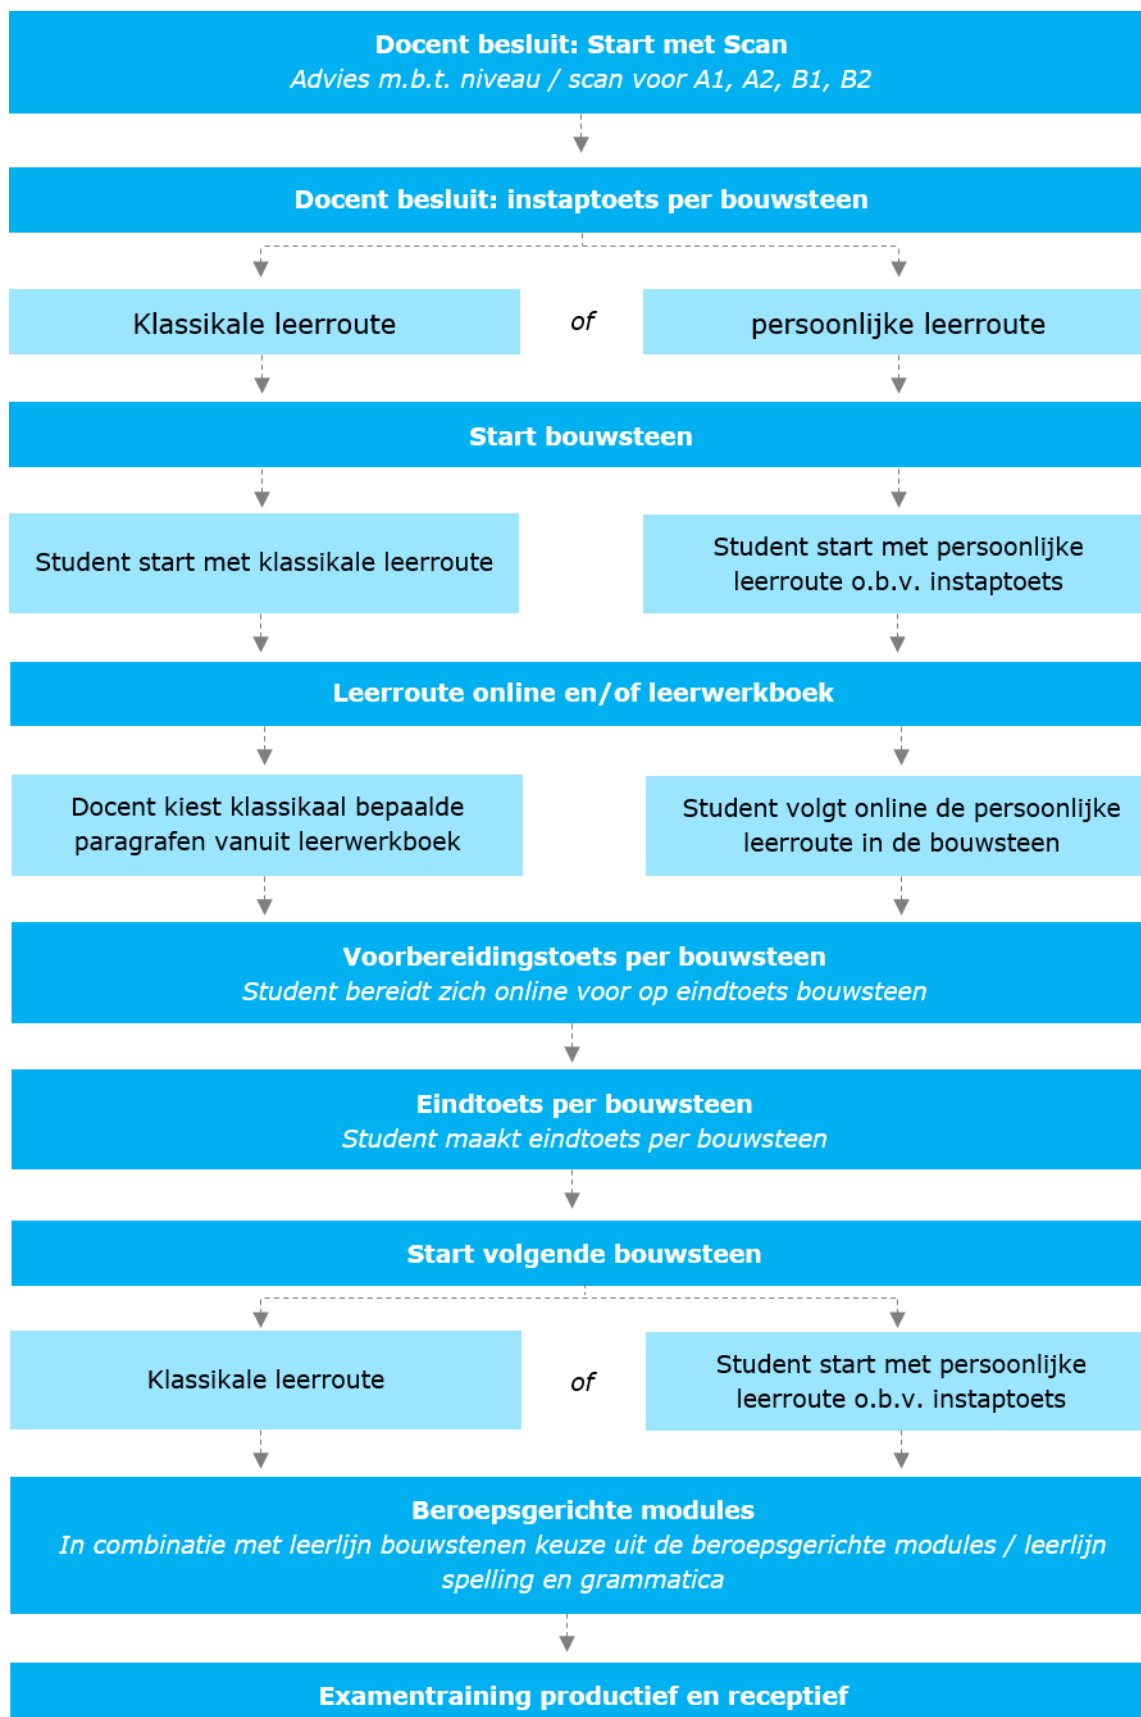 Docent besluit: Start met Scan
Advies m.b.t. niveau / scan voor A1, A2, B1, B2
Docent besluit: instaptoets per bouwsteen
Klassikale leerroute
of
persoonlijke leerroute
Start bouwsteen
Student start met klassikale leerroute
Student start met persoonlijke
leerroute o.b.v. instaptoets
Leerroute online en/of leerwerkboek
Docent kiest klassikaal bepaalde
paragrafen vanuit leerwerkboek
Student volgt online de persoonlijke
leerroute in de bouwsteen
Voorbereidingstoets per bouwsteen
Student bereidt zich online voor op eindtoets bouwsteen
Eindtoets per bouwsteen
Student maakt eindtoets per bouwsteen
Start volgende bouwsteen
Klassikale leerroute
of
Student start met persoonlijke
leerroute o.b.v. instaptoets
Beroepsgerichte modules
In combinatie met leerlijn bouwstenen keuze uit de beroepsgerichte modules / leerlijn
spelling en grammatica
Examentraining productief en receptief